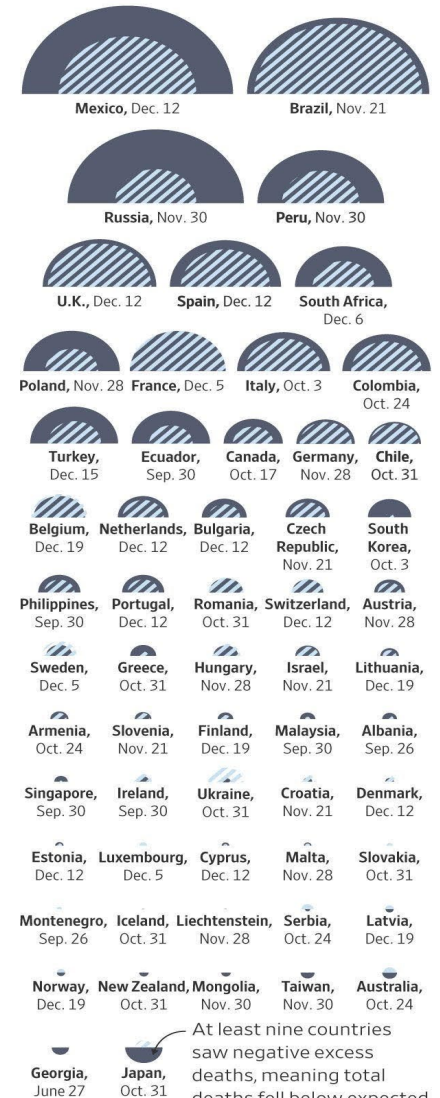 Mexico, Dec. 12 Brazil, Nov. 21
Russia, Nov. 30 Peru, Nov. 30
U.K., Dec. 12 Spain, Dec. 12 South Africa,
Dec. 6
Poland, Nov. 28 France, Dec. 5 Italy, Oct. 3 Colombia,
Oct. 24
Turkey, Ecuador, Canada, Germany, Chile,
Dec. 15 Sep. 30 Oct. 17 Nov. 28 Oct. 31
Belgium, Netherlands, Bulgaria, Czech South
Dec. 19 Dec. 12 Dec. 12 Republic, Korea,
Nov. 21 Oct. 3
Philippines, Portugal, Romania, Switzerland, Austria,
Sep. 30 Dec. 12 Oct. 31 Dec. 12 Nov. 28
Sweden, Greece, Hungary, Israel, Lithuania,
Dec. 5 Oct. 31 Nov. 28 Nov. 21 Dec. 19
Armenia, Slovenia, Finland, Malaysia, Albania,
Oct. 24 Nov. 21 Dec. 19 Sep. 30 Sep. 26
Singapore, Ireland, Ukraine, Croatia, Denmark,
Sep. 30 Sep. 30 Oct. 31 Nov. 21 Dec. 12
Estonia, Luxembourg, Cyprus, Malta, Slovakia,
Dec. 12 Dec. 5 Dec. 12 Nov. 28 Oct. 31
Montenegro, Iceland, Liechtenstein, Serbia, Latvia,
Sep. 26 Oct. 31 Nov. 28 Oct. 24 Dec. 19
Norway, New Zealand, Mongolia, Taiwan, Australia,
Dec. 19 Oct. 31 Nov. 30 Nov. 30 Oct. 24
Georgia, Japan,
June 27 Oct. 31
At least nine countries
saw negative excess
deaths, meaning total
deaths fell below expected